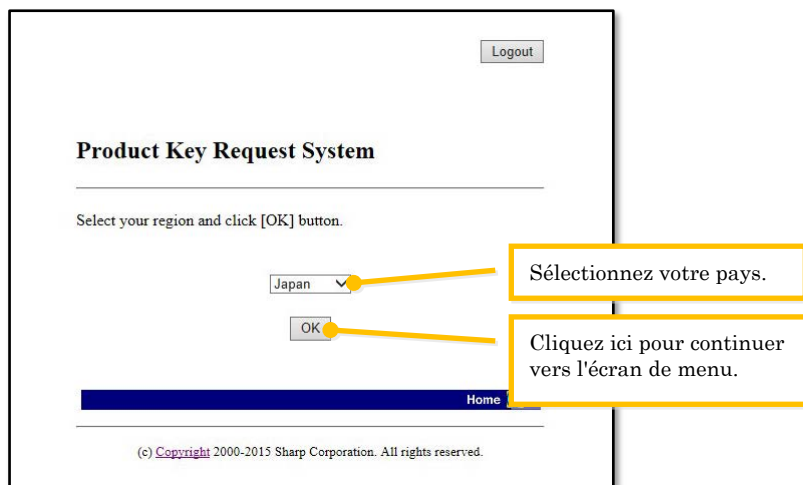 Logout
Product Key Request System
Select your region and click [OK] button.
Japan
Sélectionnez votre pays.
OK
Cliquez ici pour continuer
vers l'écran de menu.
Home
(c) Copyright 2000-2015 Sharp Corporation. All rights reserved.